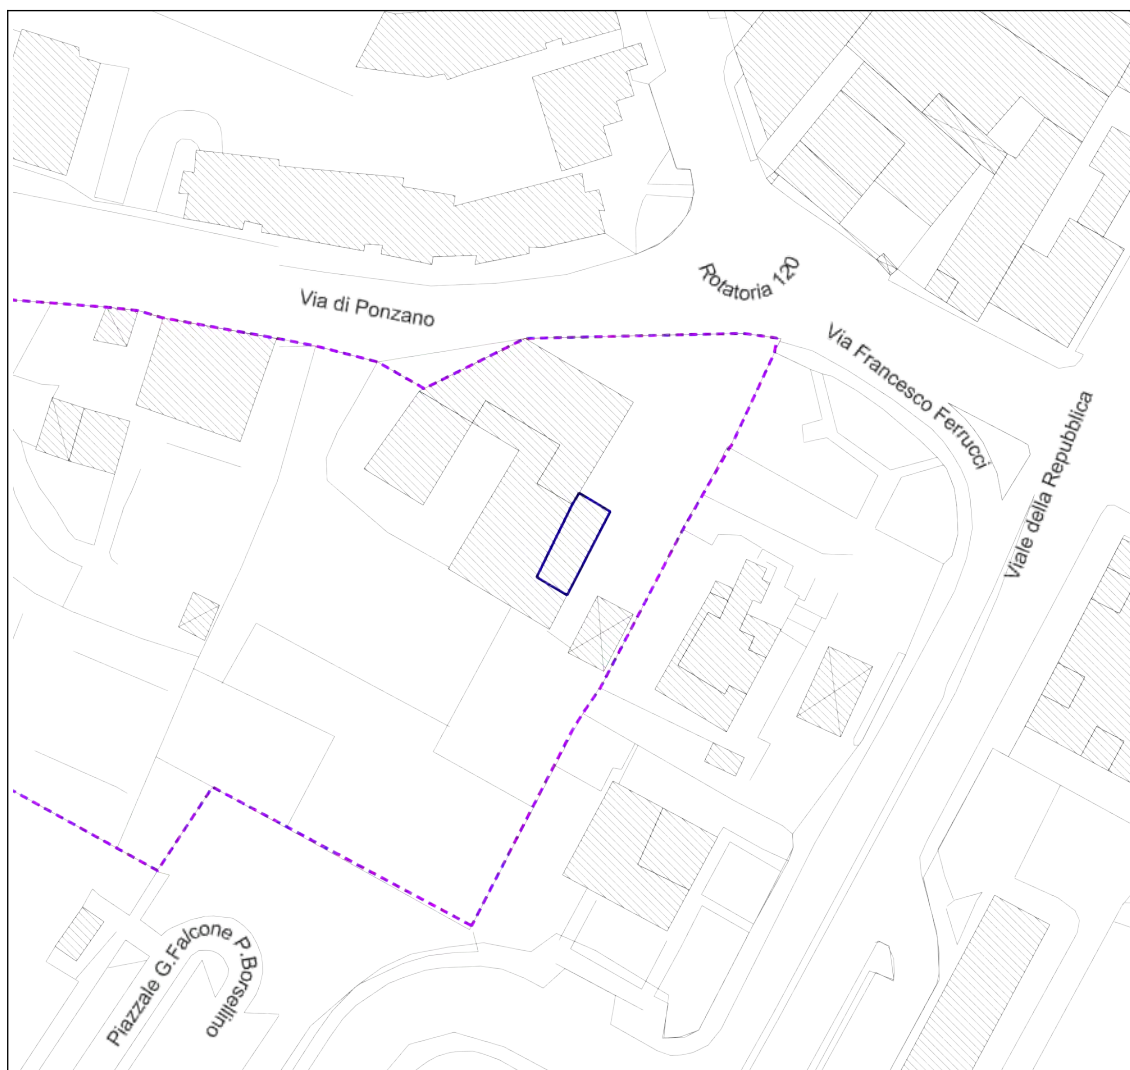 Rotatoria 120
Via di Ponzano
Via Francesco Ferrucci
Viale della Repubblica
Piazzale G.Falcone P.Borsellino